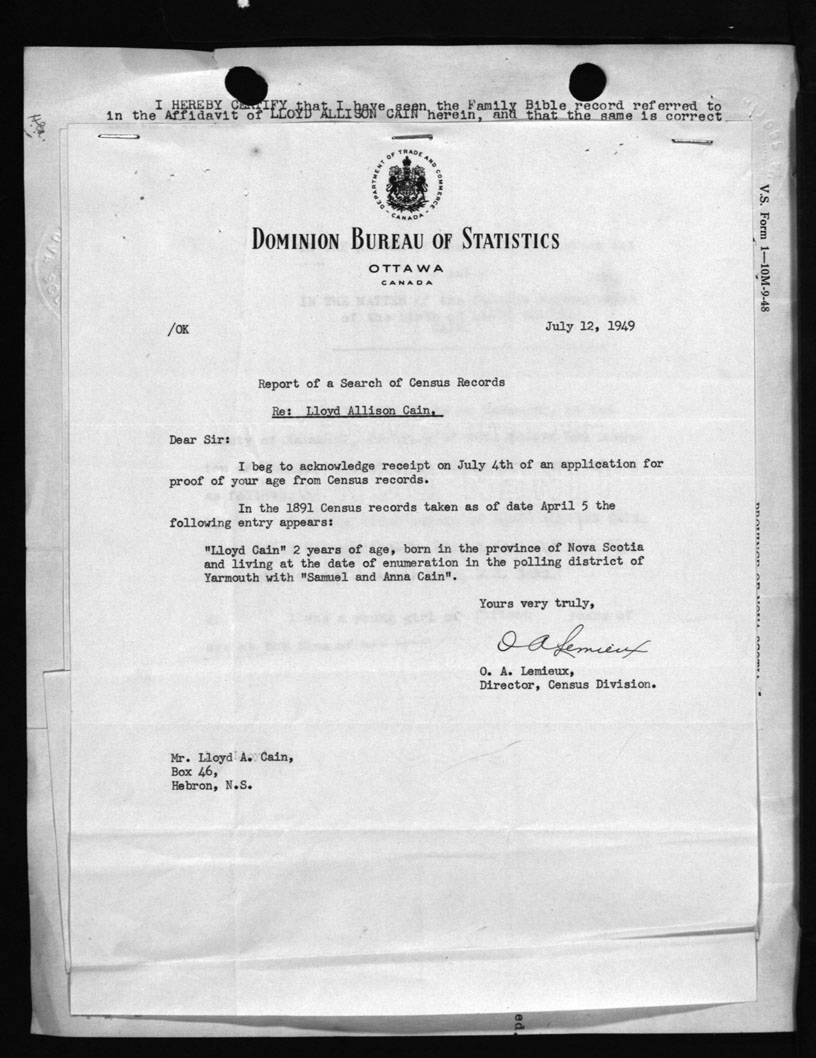 I HEREBY CERTIFY that I have seen the Family Bible record referred to
in the Affidavit of LLOYD ALLISON CAIN herein, and that the same is correct
DEPARTMENT OF TRADE AND COMMERCE
- CANADA -
DOMINION BUREAU OF STATISTICS
OTTAWA
CANADA
V.S. Form 1—10M-9-48
/OK
July 12, 1949
Report of a Search of Census Records
Re: Lloyd Allison Cain.
Dear Sir:
I beg to acknowledge receipt on July 4th of an application for
proof of your age from Census records.
In the 1891 Census records taken as of date April 5 the
following entry appears:
"Lloyd Cain" 2 years of age, born in the province of Nova Scotia
and living at the date of enumeration in the polling district of
Yarmouth with "Samuel and Anna Cain".
Yours very truly,
O A Lemieux
O. A. Lemieux,
Director, Census Division.
Mr. Lloyd A. Cain,
Box 46,
Hebron, N.S.
ed.